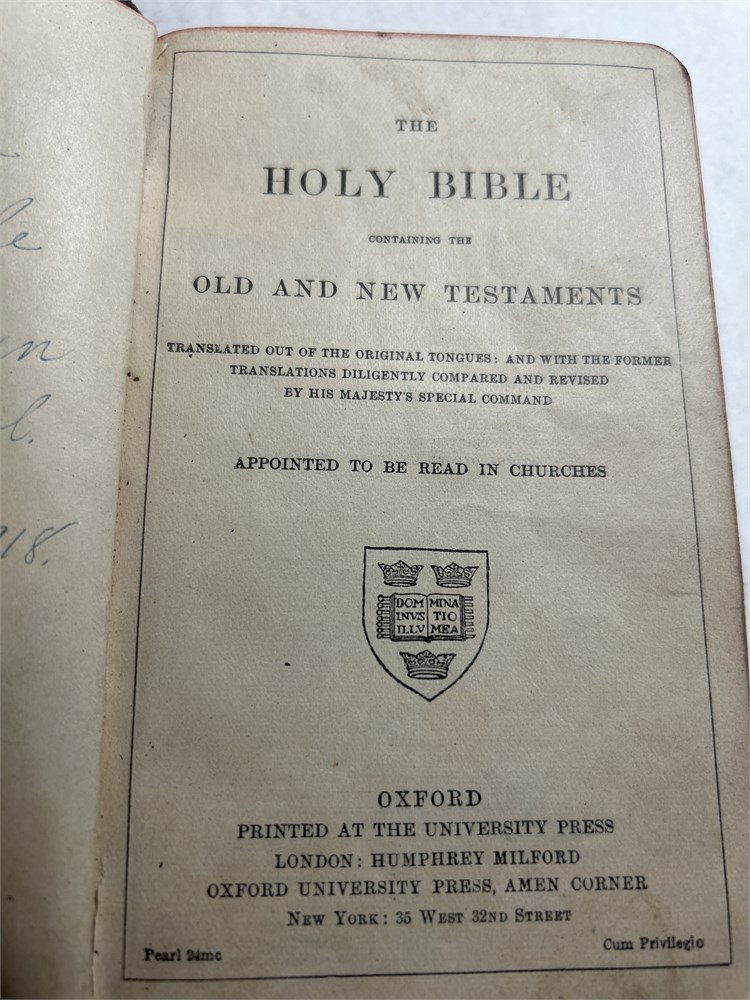 le
n
l.
918.
THE
HOLY BIBLE
CONTAINING THE
OLD AND NEW TESTAMENTS
TRANSLATED OUT OF THE ORIGINAL TONGUES: AND WITH THE FORMER
TRANSLATIONS DILIGENTLY COMPARED AND REVISED
BY HIS MAJESTY'S SPECIAL COMMAND
APPOINTED TO BE READ IN CHURCHES
DOM MINA
INVS TIO
ILLV MEA
OXFORD
PRINTED AT THE UNIVERSITY PRESS
LONDON: HUMPHREY MILFORD
OXFORD UNIVERSITY PRESS, AMEN CORNER
NEW YORK: 35 WEST 32ND STREET
Pearl 24mo
Cum Privilegio